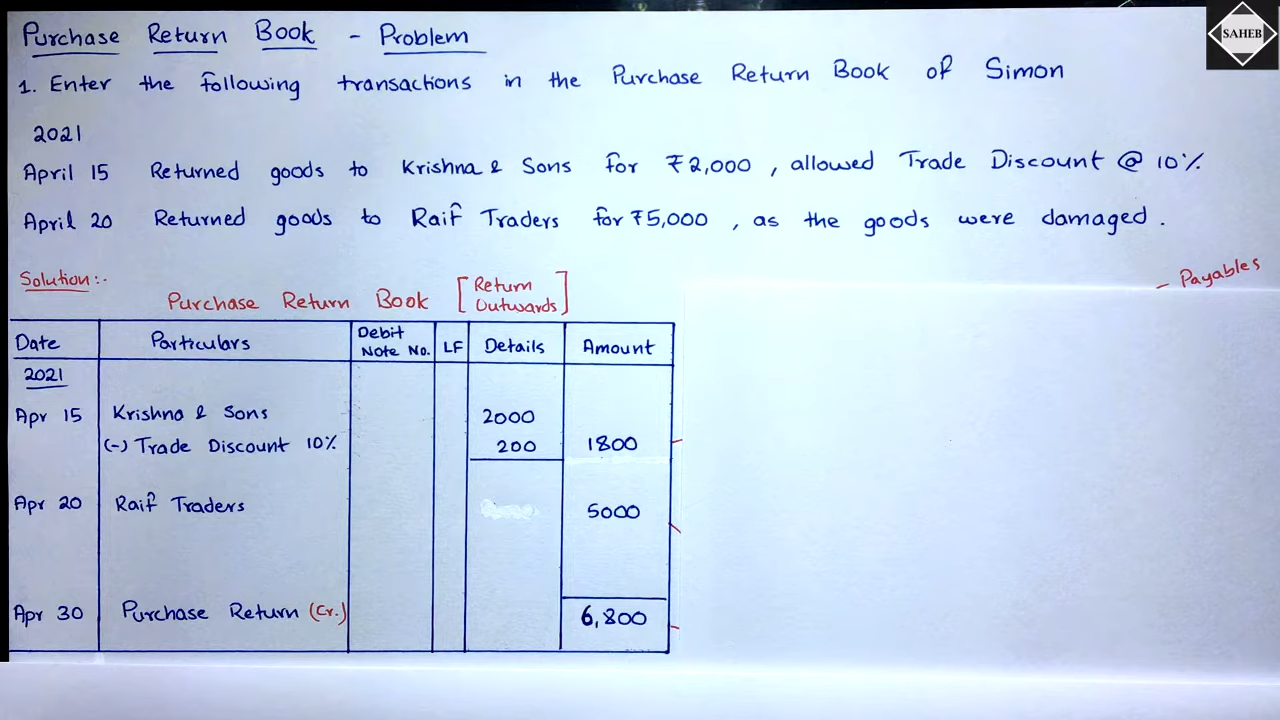 SAHEB
Purchase Return Book - Problem
1. Enter the following transactions in the Purchase Return Book of Simon
2021
April 15 Returned goods to Krishna & Sons for ₹2,000 , allowed Trade Discount @ 10%
April 20 Returned goods to Raif Traders for ₹5,000 , as the goods were damaged.
Solution:-
Purchase Return Book [Return Outwards]
- Payables
Date Particulars Debit Note No. LF Details Amount
2021
Apr 15 Krishna & Sons 2000
(-) Trade Discount 10% 200 1800
Apr 20 Raif Traders 5000
Apr 30 Purchase Return (Cr.) 6,800